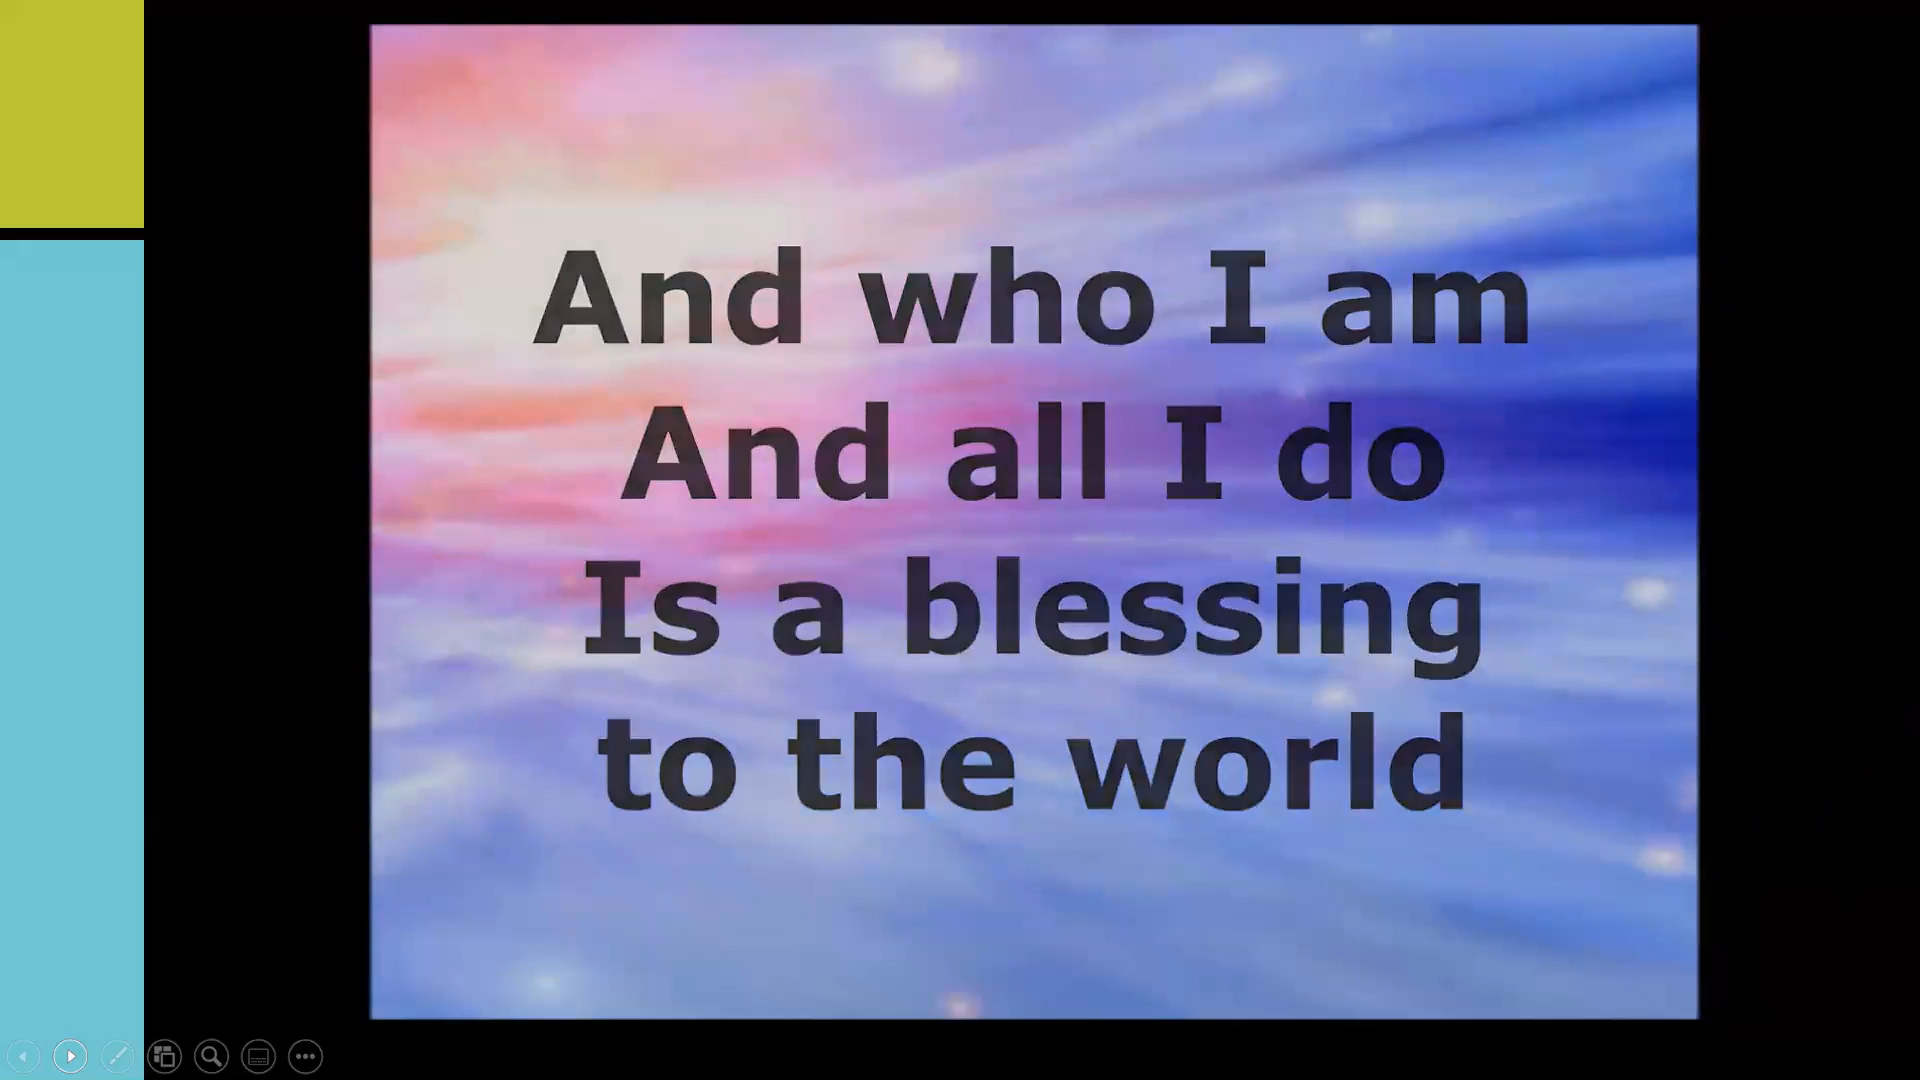 And who I am
And all I do
Is a blessing
to the world